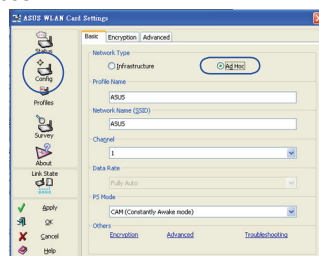 ASUS WLAN Card Settings
Status
Config
Profiles
Survey
About
Link State
Apply
OK
Cancel
Help
Basic Encryption Advanced
Network Type
Infrastructure Ad Hoc
Profile Name
ASUS
Network Name (SSID)
ASUS
Channel
1
Data Rate
Fully Auto
PS Mode
CAM (Constantly Awake mode)
Others
Encryption Advanced Troubleshooting